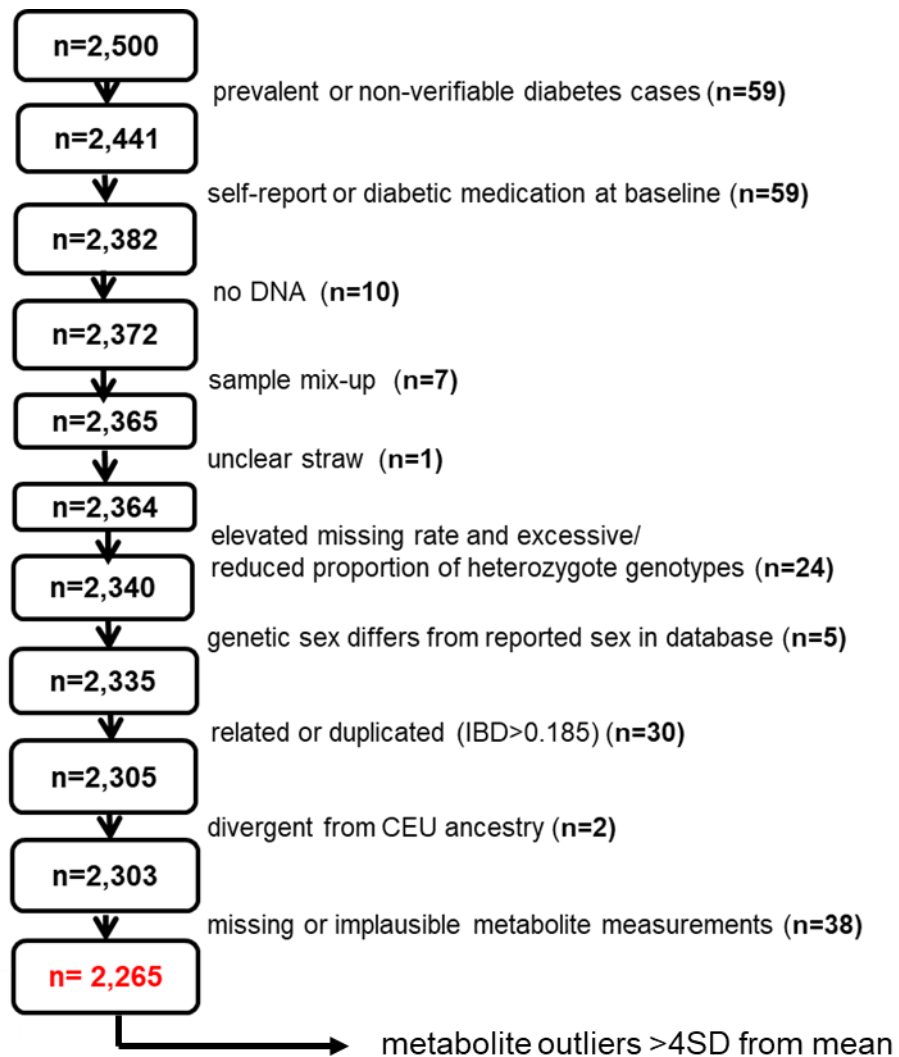 n=2,500
prevalent or non-verifiable diabetes cases (n=59)
n=2,441
self-report or diabetic medication at baseline (n=59)
n=2,382
no DNA (n=10)
n=2,372
sample mix-up (n=7)
n=2,365
unclear straw (n=1)
n=2,364
elevated missing rate and excessive/
reduced proportion of heterozygote genotypes (n=24)
n=2,340
genetic sex differs from reported sex in database (n=5)
n=2,335
related or duplicated (IBD>0.185) (n=30)
n=2,305
divergent from CEU ancestry (n=2)
n=2,303
missing or implausible metabolite measurements (n=38)
n= 2,265
metabolite outliers >4SD from mean